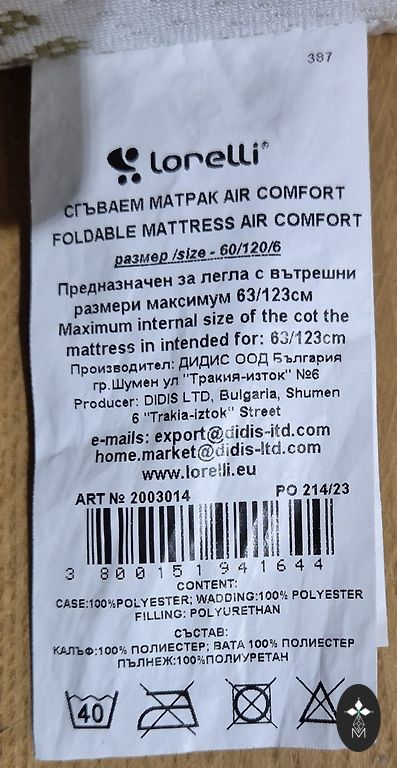 387
lorelli®
СГЪВАЕМ МАТРАК AIR COMFORT
FOLDABLE MATTRESS AIR COMFORT
размер /size - 60/120/6
Предназначен за легла с вътрешни
размери максимум 63/123см
Maximum internal size of the cot the
mattress in intended for: 63/123cm
Производител: ДИДИС ООД България
гр.Шумен ул "Тракия-изток" №6
Producer: DIDIS LTD, Bulgaria, Shumen
6 "Trakia-iztok" Street
e-mails: export@didis-ltd.com
home.market@didis-ltd.com
www.lorelli.eu
ART № 2003014 PO 214/23
3 800151 941644
CONTENT:
CASE:100%POLYESTER; WADDING:100% POLYESTER
FILLING: POLYURETHAN
СЪСТАВ:
КАЛЪФ:100% ПОЛИЕСТЕР; ВАТА 100% ПОЛИЕСТЕР
ПЪЛНЕЖ:100%ПОЛИУРЕТАН
40
M